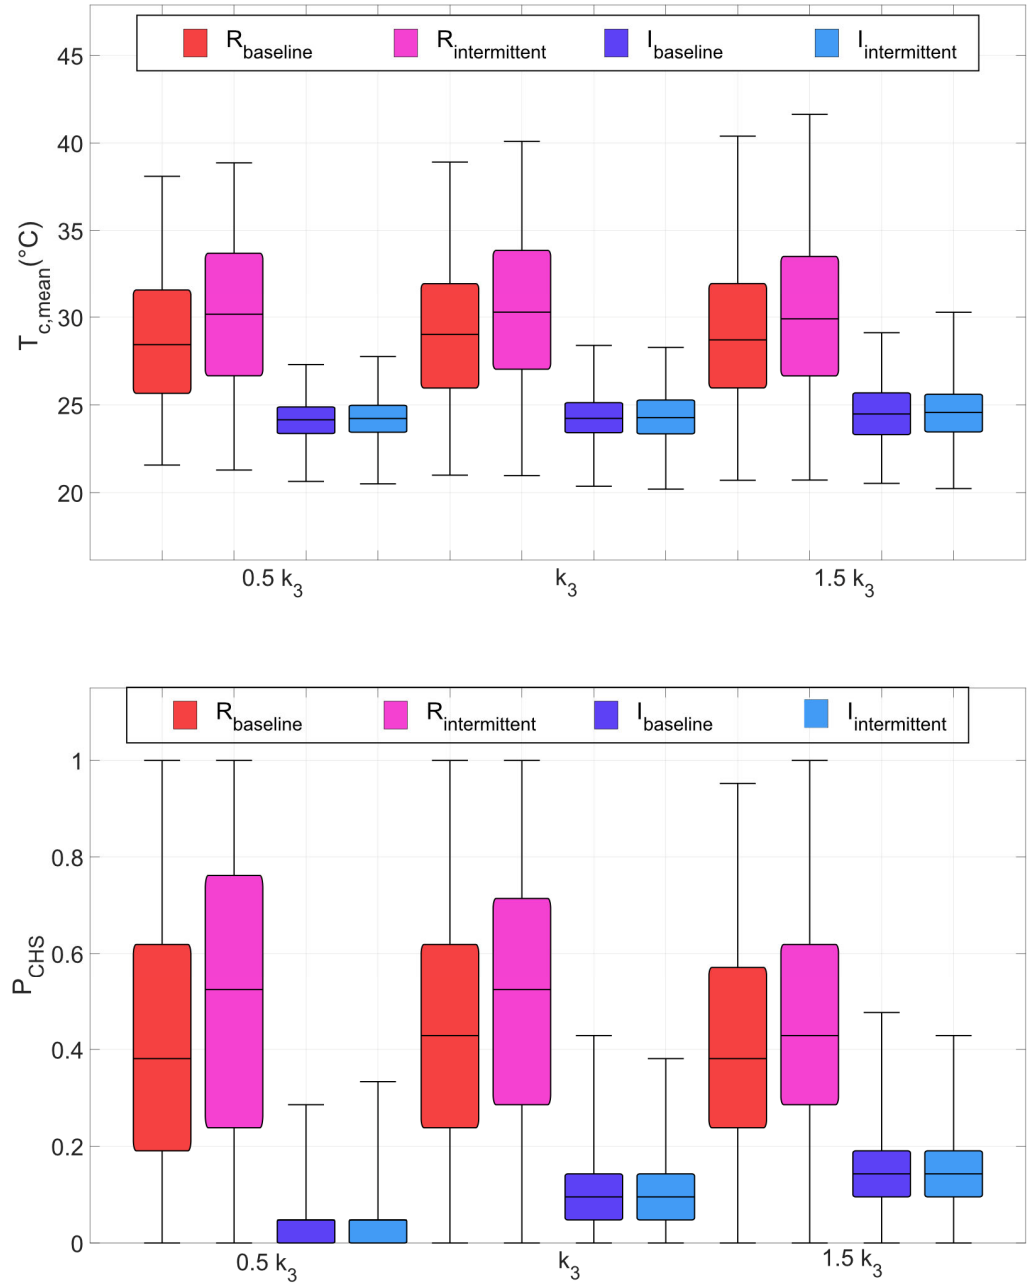 R_baseline R_intermittent I_baseline I_intermittent
45
40
35
30
25
20
T_c,mean(°C)
0.5 k_3 k_3 1.5 k_3
R_baseline R_intermittent I_baseline I_intermittent
1
0.8
0.6
0.4
0.2
0
P_CHS
0.5 k_3 k_3 1.5 k_3